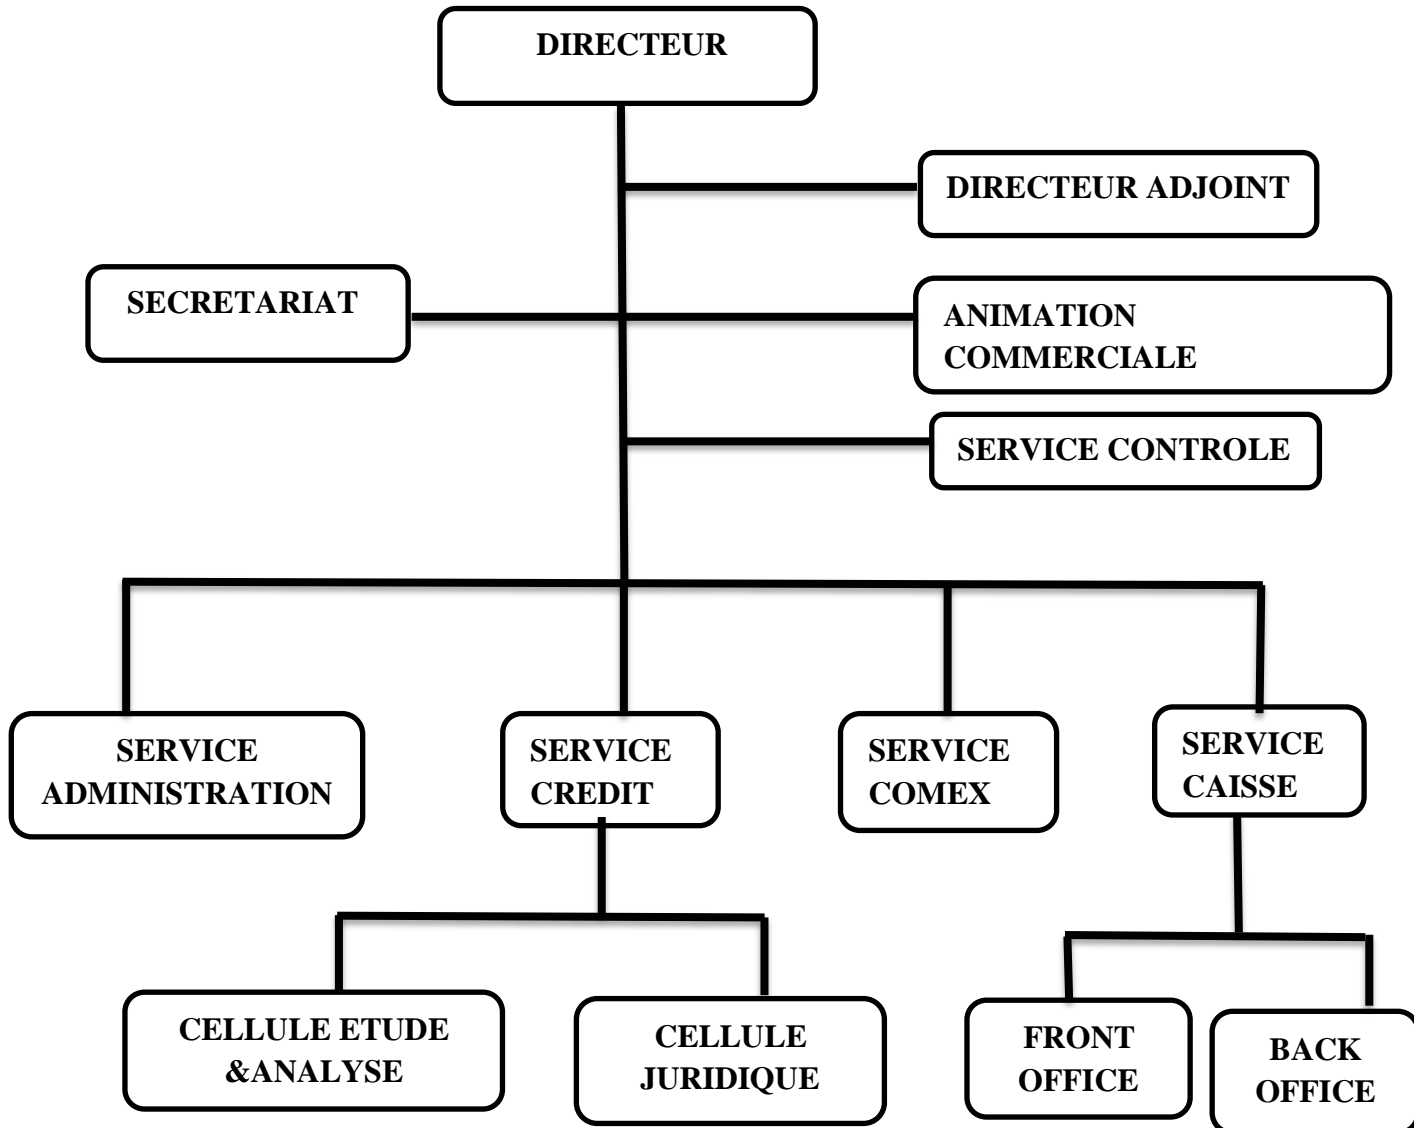 DIRECTEUR
DIRECTEUR ADJOINT
SECRETARIAT
ANIMATION
COMMERCIALE
SERVICE CONTROLE
SERVICE
ADMINISTRATION
SERVICE
CREDIT
SERVICE
COMEX
SERVICE
CAISSE
CELLULE ETUDE
&ANALYSE
CELLULE
JURIDIQUE
FRONT
OFFICE
BACK
OFFICE